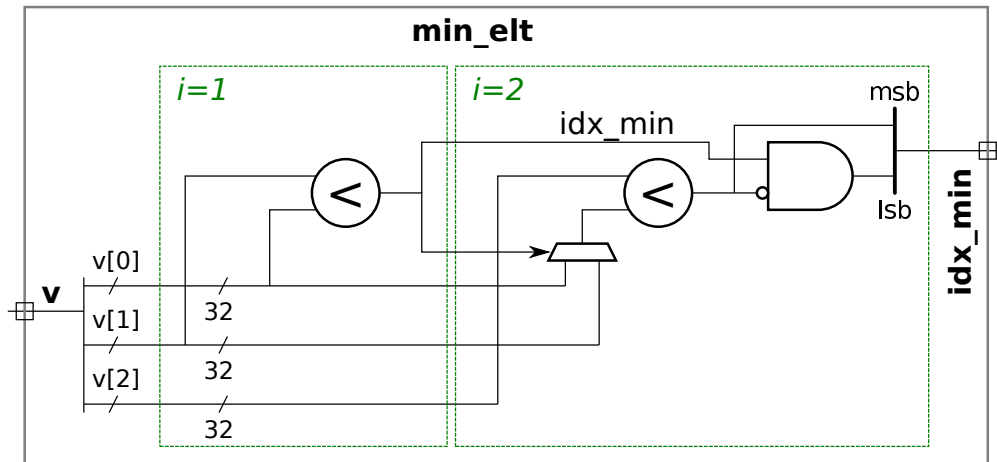 min_elt
i=1
i=2
msb
idx_min
<
<
lsb
v[0]
v
32
v[1]
32
v[2]
32
idx_min